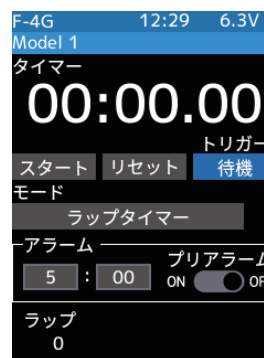 F-4G 12:29 6.3V
Model 1
タイマー
00:00.00
トリガー
スタート リセット 待機
モード
ラップタイマー
アラーム
プリアラーム
5 : 00 ON OF
ラップ
0